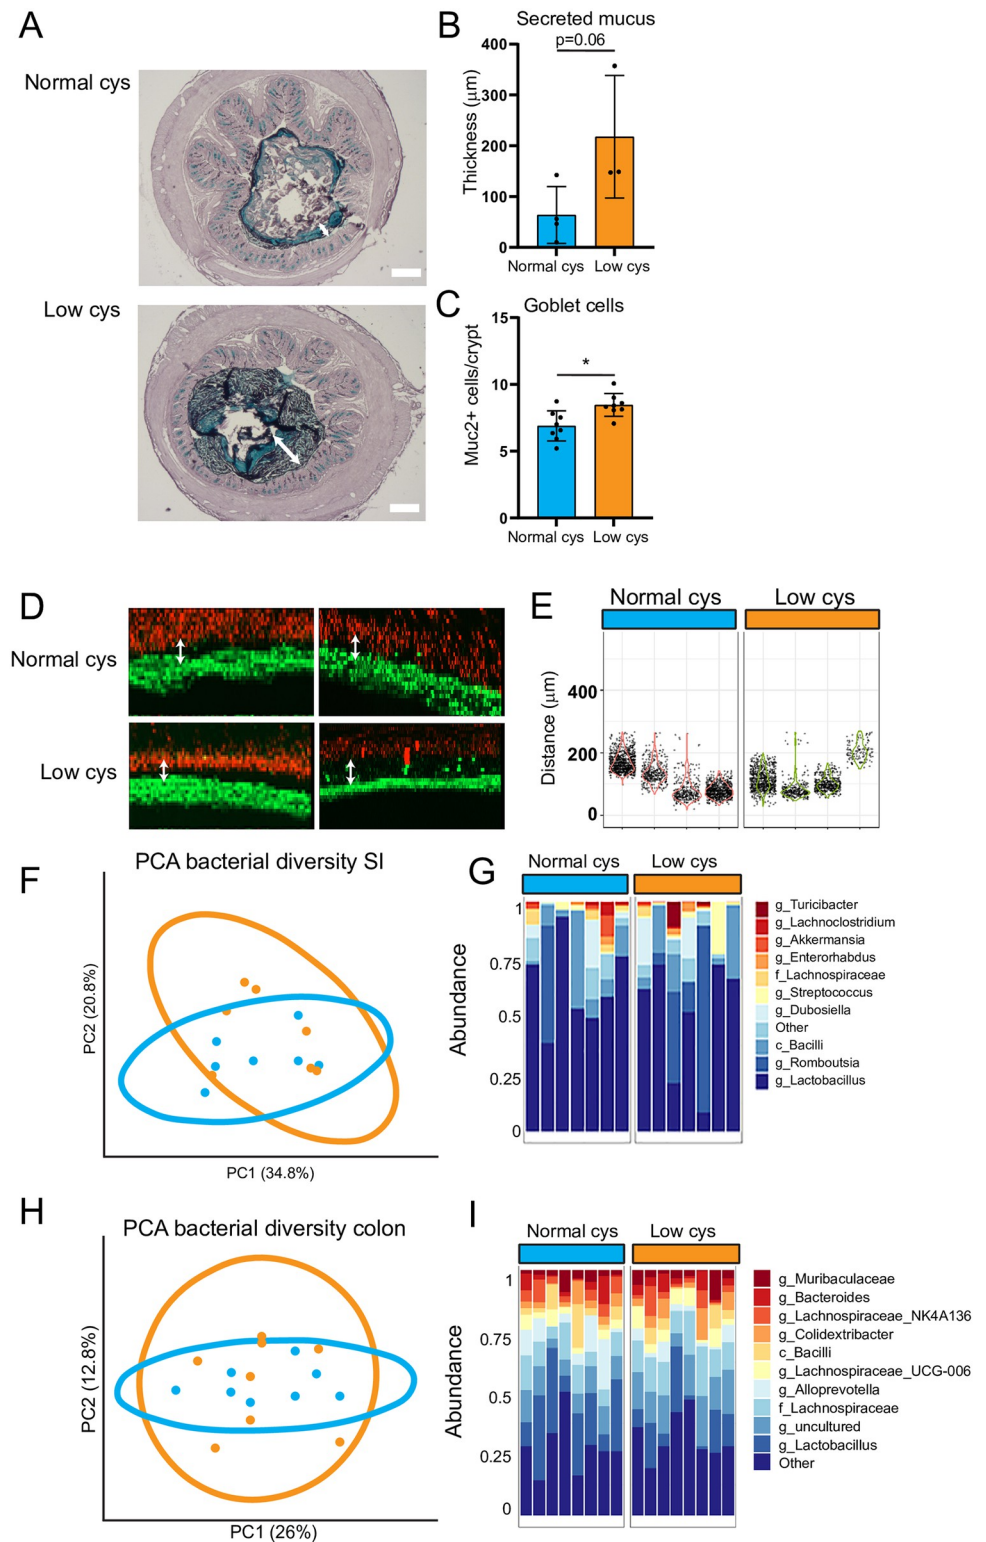 A
Normal cys
Low cys
B
Secreted mucus
p=0.06
Thickness (μm)
400
300
200
100
0
Normal cys
Low cys
C
Goblet cells
*
Muc2+ cells/crypt
15
10
5
0
Normal cys
Low cys
D
Normal cys
Low cys
E
Normal cys
Low cys
Distance (μm)
400
200
0
F
PCA bacterial diversity SI
PC2 (20.8%)
PC1 (34.8%)
G
Normal cys
Low cys
Abundance
1
0.75
0.5
0.25
0
g_Turicibacter
g_Lachnoclostridium
g_Akkermansia
g_Enterorhabdus
f_Lachnospiraceae
g_Streptococcus
g_Dubosiella
Other
c_Bacilli
g_Romboutsia
g_Lactobacillus
H
PCA bacterial diversity colon
PC2 (12.8%)
PC1 (26%)
I
Normal cys
Low cys
Abundance
1
0.75
0.5
0.25
0
g_Muribaculaceae
g_Bacteroides
g_Lachnospiraceae_NK4A136
g_Colidextribacter
c_Bacilli
g_Lachnospiraceae_UCG-006
g_Alloprevotella
f_Lachnospiraceae
g_uncultured
g_Lactobacillus
Other